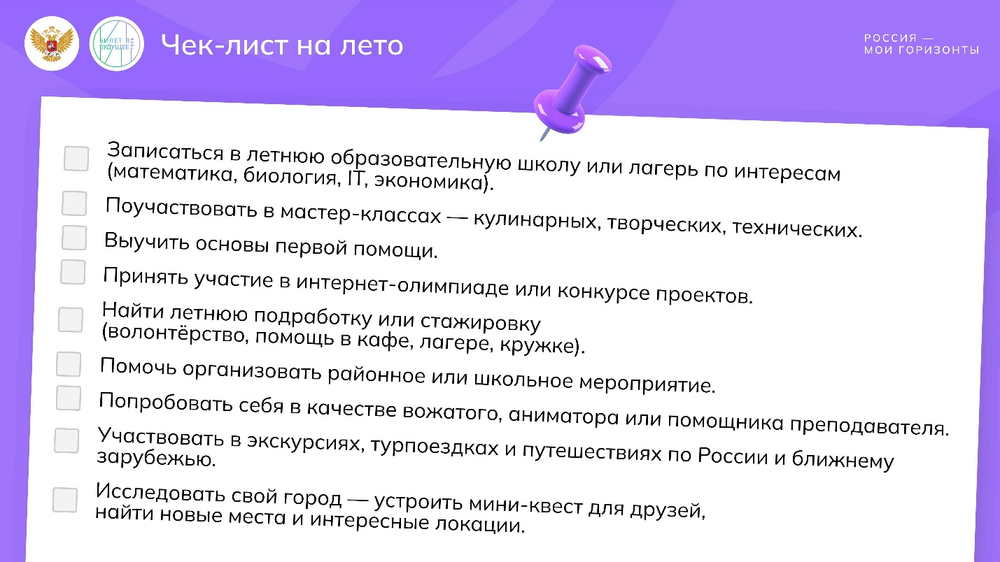 БИЛЕТ В
БУДУЩЕЕ
Чек-лист на лето
РОССИЯ —
МОИ ГОРИЗОНТЫ
Записаться в летнюю образовательную школу или лагерь по интересам
(математика, биология, IT, экономика).
Поучаствовать в мастер-классах — кулинарных, творческих, технических.
Выучить основы первой помощи.
Принять участие в интернет-олимпиаде или конкурсе проектов.
Найти летнюю подработку или стажировку
(волонтёрство, помощь в кафе, лагере, кружке).
Помочь организовать районное или школьное мероприятие.
Попробовать себя в качестве вожатого, аниматора или помощника преподавателя.
Участвовать в экскурсиях, турпоездках и путешествиях по России и ближнему
зарубежью.
Исследовать свой город — устроить мини-квест для друзей,
найти новые места и интересные локации.